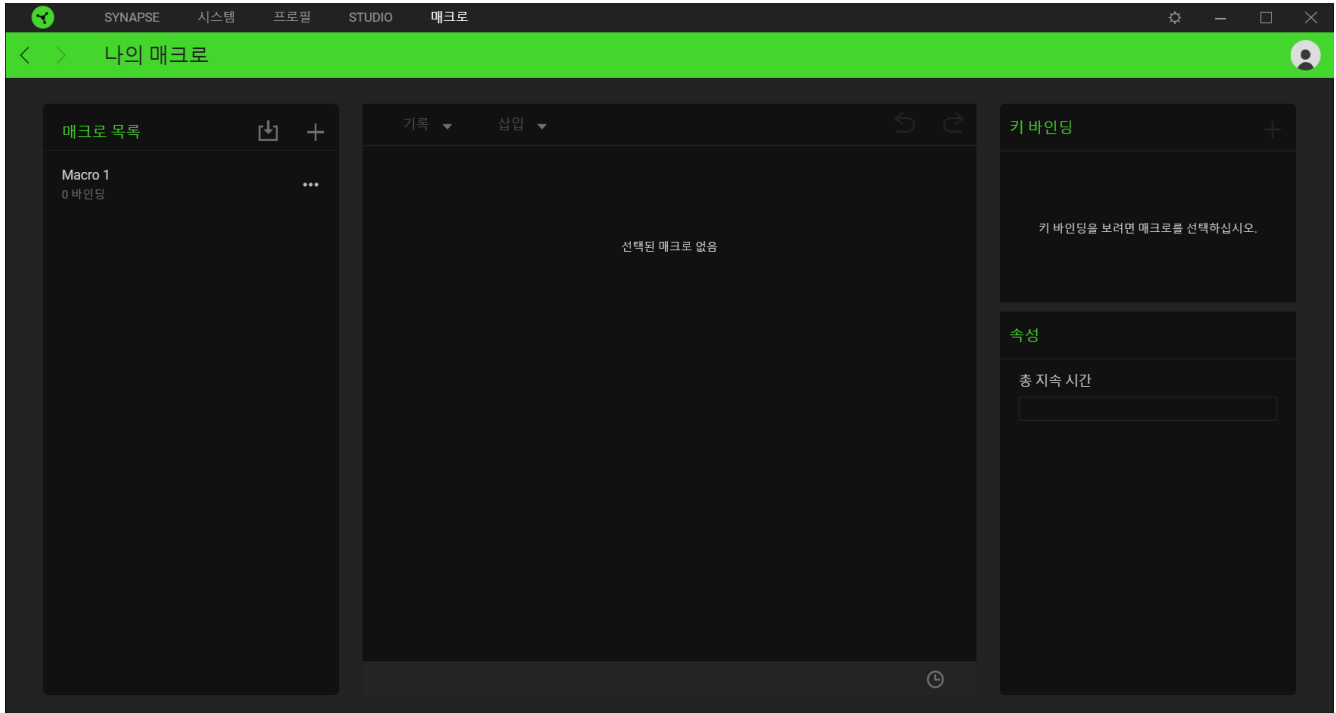 SYNAPSE 시스템 프로필 STUDIO 매크로
나의 매크로
매크로 목록
Macro 1
0 바인딩
기록 삽입
선택된 매크로 없음
키 바인딩
키 바인딩을 보려면 매크로를 선택하십시오.
속성
총 지속 시간